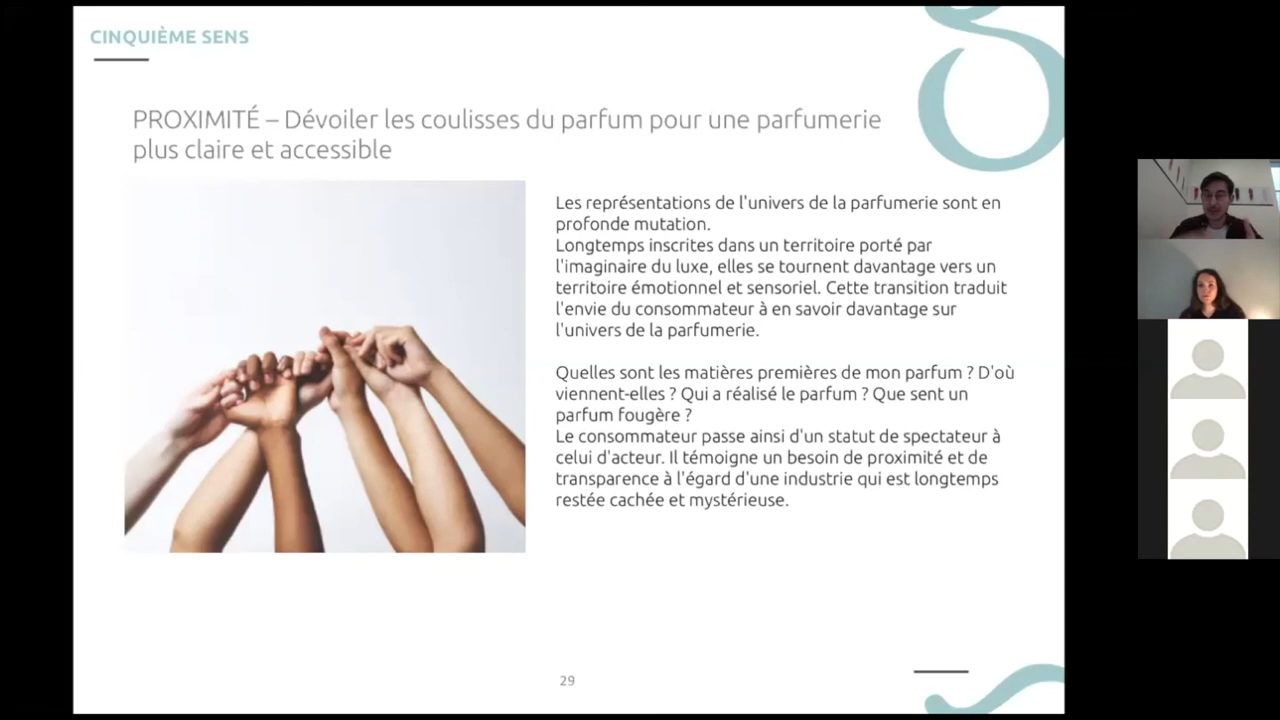 CINQUIÈME SENS
PROXIMITÉ – Dévoiler les coulisses du parfum pour une parfumerie
plus claire et accessible
Les représentations de l'univers de la parfumerie sont en
profonde mutation.
Longtemps inscrites dans un territoire porté par
l'imaginaire du luxe, elles se tournent davantage vers un
territoire émotionnel et sensoriel. Cette transition traduit
l'envie du consommateur à en savoir davantage sur
l'univers de la parfumerie.
Quelles sont les matières premières de mon parfum ? D'où
viennent-elles ? Qui a réalisé le parfum ? Que sent un
parfum fougère ?
Le consommateur passe ainsi d'un statut de spectateur à
celui d'acteur. Il témoigne un besoin de proximité et de
transparence à l'égard d'une industrie qui est longtemps
restée cachée et mystérieuse.
29